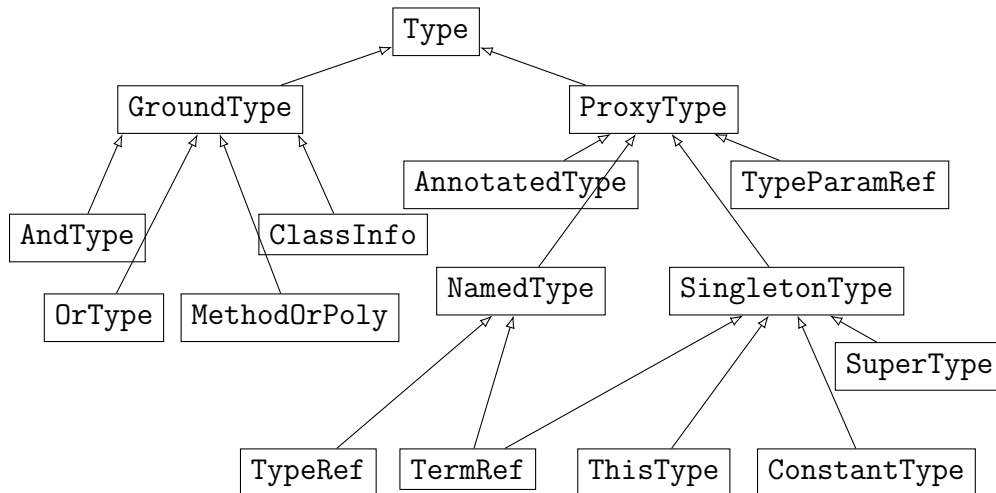 Type
GroundType
ProxyType
AnnotatedType
TypeParamRef
AndType
ClassInfo
NamedType
SingletonType
OrType
MethodOrPoly
SuperType
TypeRef
TermRef
ThisType
ConstantType